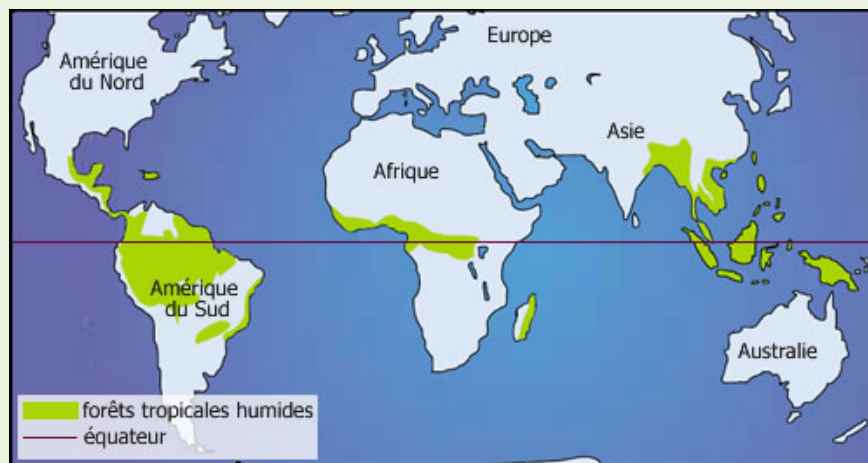 Europe
Amérique
du Nord
Asie
Afrique
Amérique
du Sud
Australie
forêts tropicales humides
équateur